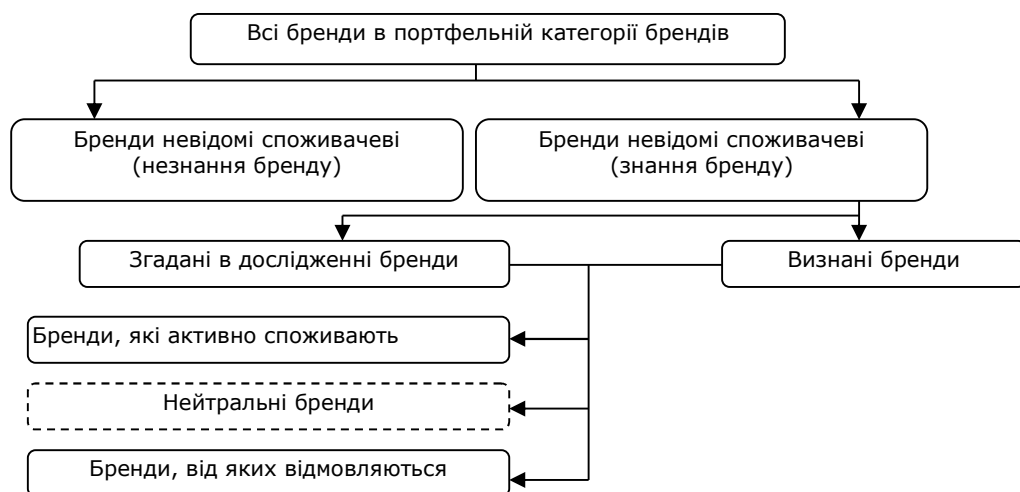 Всі бренди в портфельній категорії брендів
Бренди невідомі споживачеві
(незнання бренду)
Бренди невідомі споживачеві
(знання бренду)
Згадані в дослідженні бренди
Визнані бренди
Бренди, які активно споживають
Нейтральні бренди
Бренди, від яких відмовляються